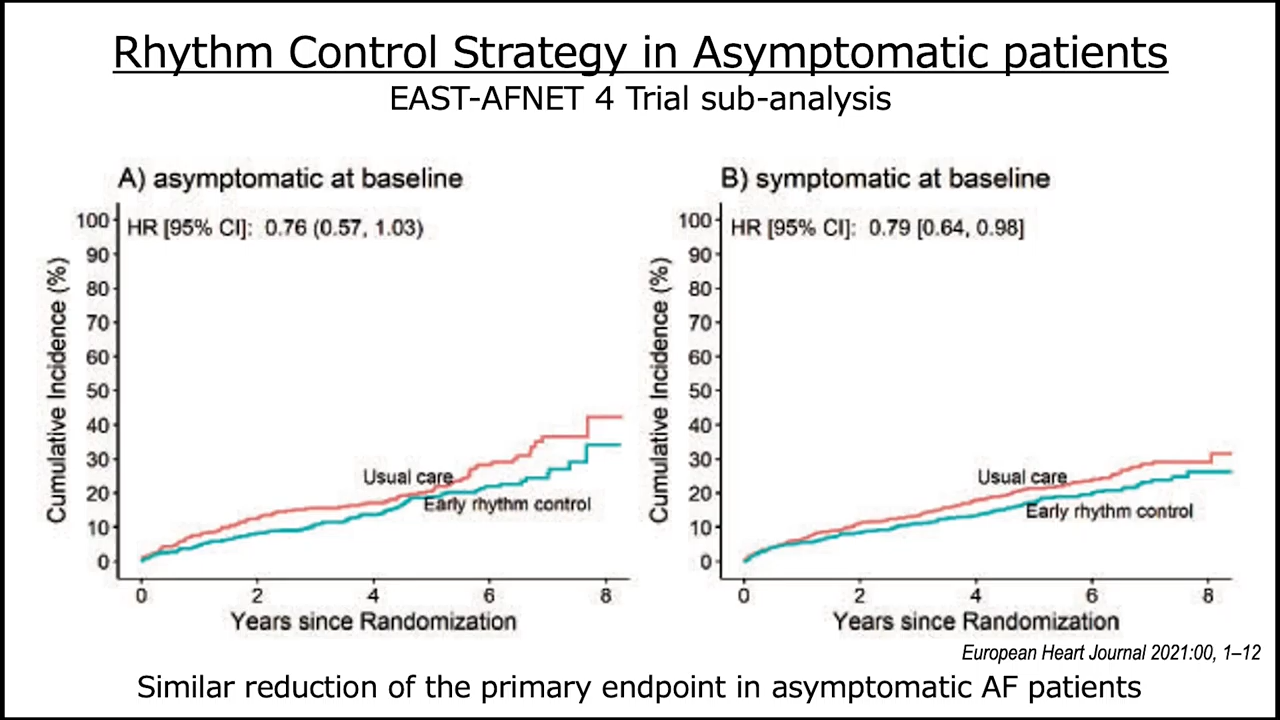 Rhythm Control Strategy in Asymptomatic patients
EAST-AFNET 4 Trial sub-analysis
A) asymptomatic at baseline
HR [95% CI]: 0.76 (0.57, 1.03)
100
90
80
70
60
50
40
30
20
10
0
Cumulative Incidence (%)
Usual care
Early rhythm control
0 2 4 6 8
Years since Randomization
B) symptomatic at baseline
HR [95% CI]: 0.79 [0.64, 0.98]
100
90
80
70
60
50
40
30
20
10
0
Cumulative Incidence (%)
Usual care
Early rhythm control
0 2 4 6 8
Years since Randomization
European Heart Journal 2021:00, 1–12
Similar reduction of the primary endpoint in asymptomatic AF patients